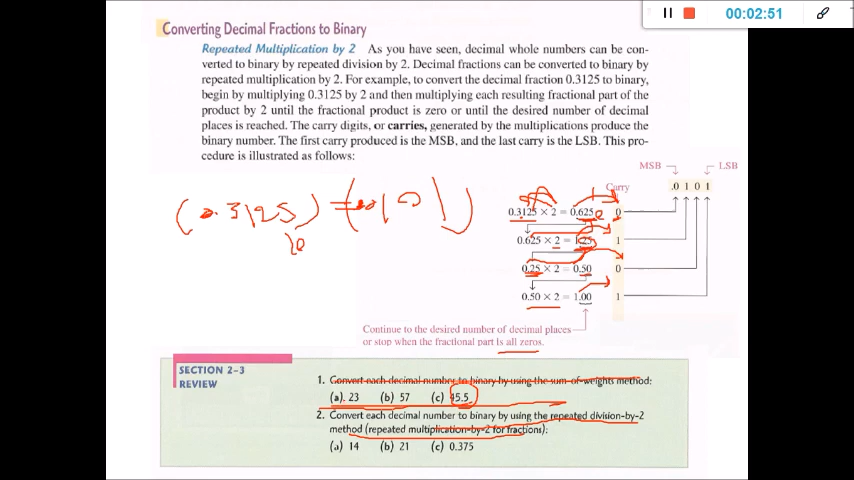 00:02:51
Converting Decimal Fractions to Binary
Repeated Multiplication by 2 As you have seen, decimal whole numbers can be con-
verted to binary by repeated division by 2. Decimal fractions can be converted to binary by
repeated multiplication by 2. For example, to convert the decimal fraction 0.3125 to binary,
begin by multiplying 0.3125 by 2 and then multiplying each resulting fractional part of the
product by 2 until the fractional product is zero or until the desired number of decimal
places is reached. The carry digits, or carries, generated by the multiplications produce the
binary number. The first carry produced is the MSB, and the last carry is the LSB. This pro-
cedure is illustrated as follows:
MSB LSB
Carry .0 1 0 1
(0.3125)
0.3125 × 2 = 0.625 0
0.625 × 2 = 1.25 1
0.25 × 2 = 0.50 0
0.50 × 2 = 1.00 1
Continue to the desired number of decimal places
or stop when the fractional part is all zeros.
SECTION 2–3
REVIEW
1. Convert each decimal number to binary by using the sum-of-weights method:
(a). 23 (b) 57 (c) 45.5
2. Convert each decimal number to binary by using the repeated division-by-2
method (repeated multiplication-by-2 for fractions):
(a) 14 (b) 21 (c) 0.375